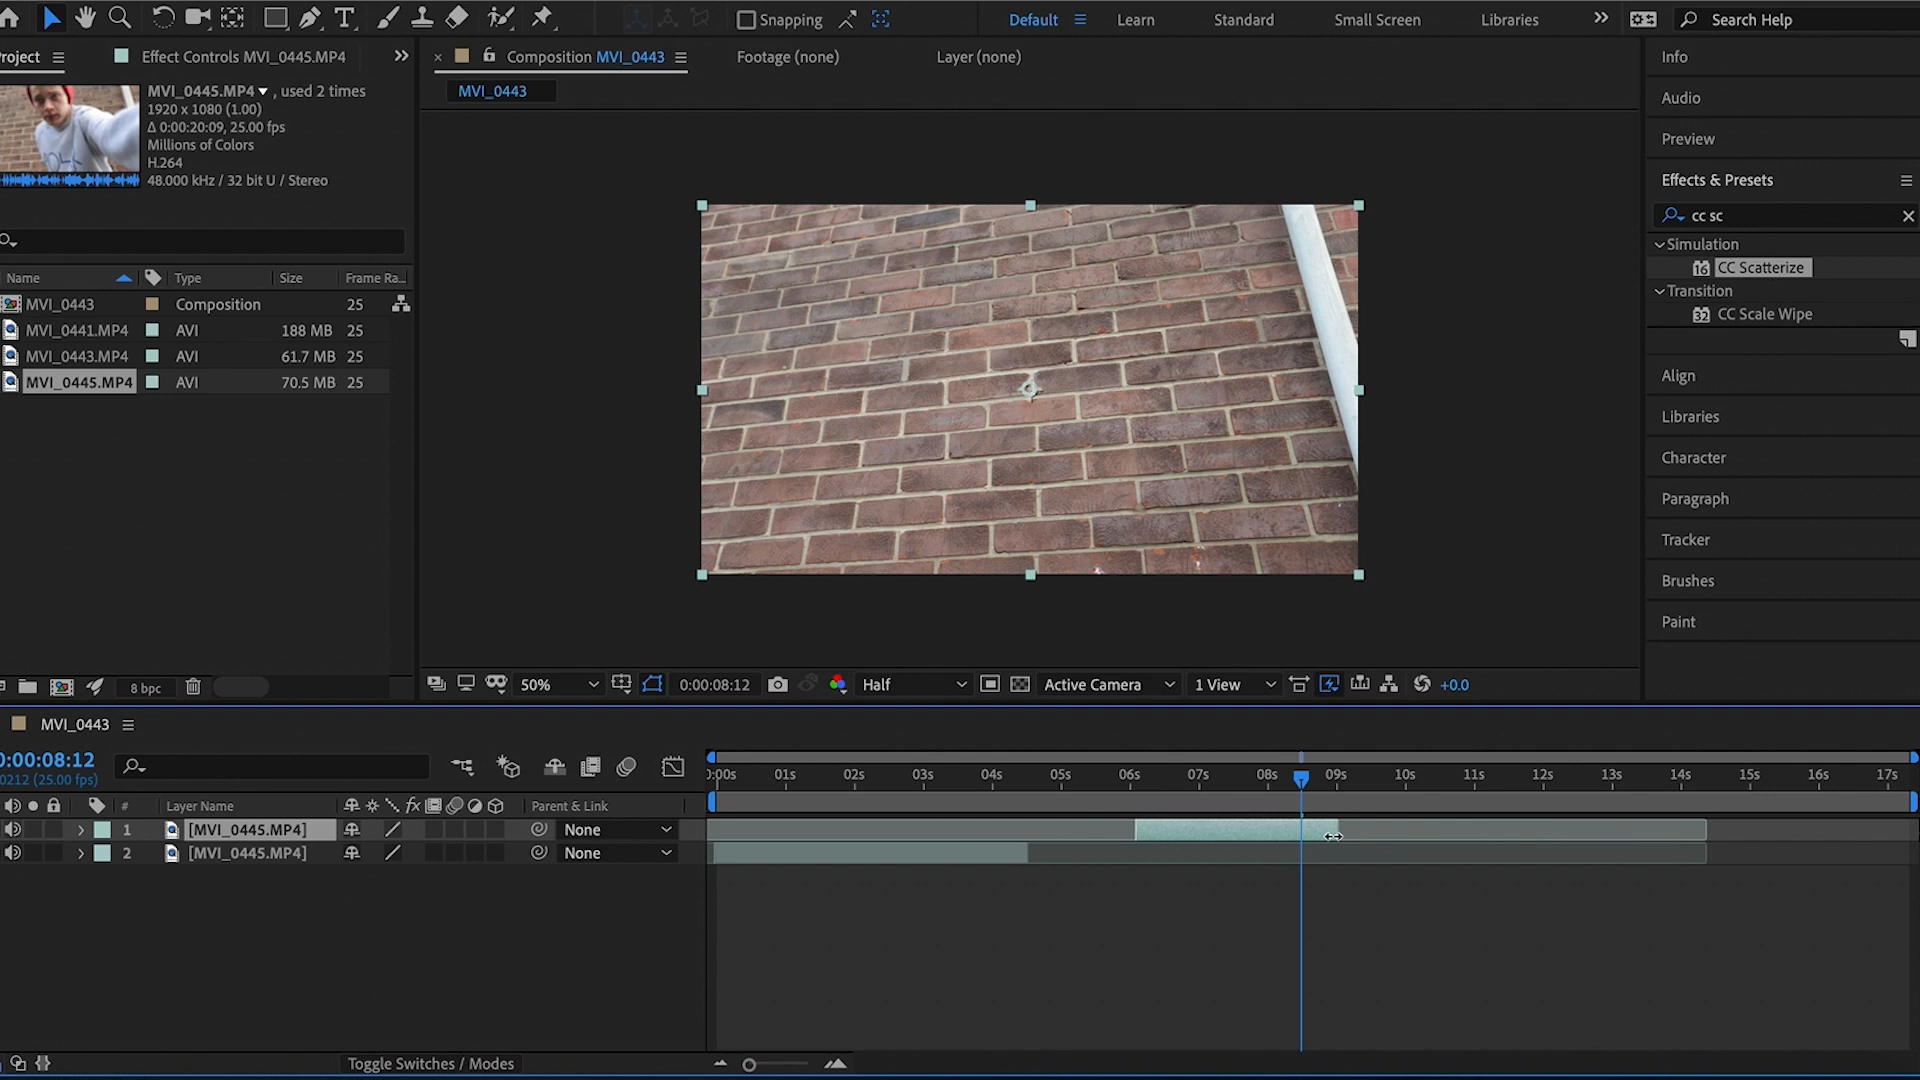 Snapping
Default
Learn
Standard
Small Screen
Libraries
Search Help
roject
Effect Controls MVI_0445.MP4
Composition MVI_0443
Footage (none)
Layer (none)
MVI_0443
MVI_0445.MP4 , used 2 times
1920 x 1080 (1.00)
Δ 0:00:20:09, 25.00 fps
Millions of Colors
H.264
48.000 kHz / 32 bit U / Stereo
Name Type Size Frame Ra...
MVI_0443 Composition 25
MVI_0441.MP4 AVI 188 MB 25
MVI_0443.MP4 AVI 61.7 MB 25
MVI_0445.MP4 AVI 70.5 MB 25
8 bpc
Info
Audio
Preview
Effects & Presets
cc sc
Simulation
16 CC Scatterize
Transition
32 CC Scale Wipe
Align
Libraries
Character
Paragraph
Tracker
Brushes
Paint
50% 0:00:08:12 Half Active Camera 1 View +0.0
MVI_0443
0:00:08:12
0212 (25.00 fps)
:00s 01s 02s 03s 04s 05s 06s 07s 08s 09s 10s 11s 12s 13s 14s 15s 16s 17s
# Layer Name fx Parent & Link
1 [MVI_0445.MP4] None
2 [MVI_0445.MP4] None
Toggle Switches / Modes